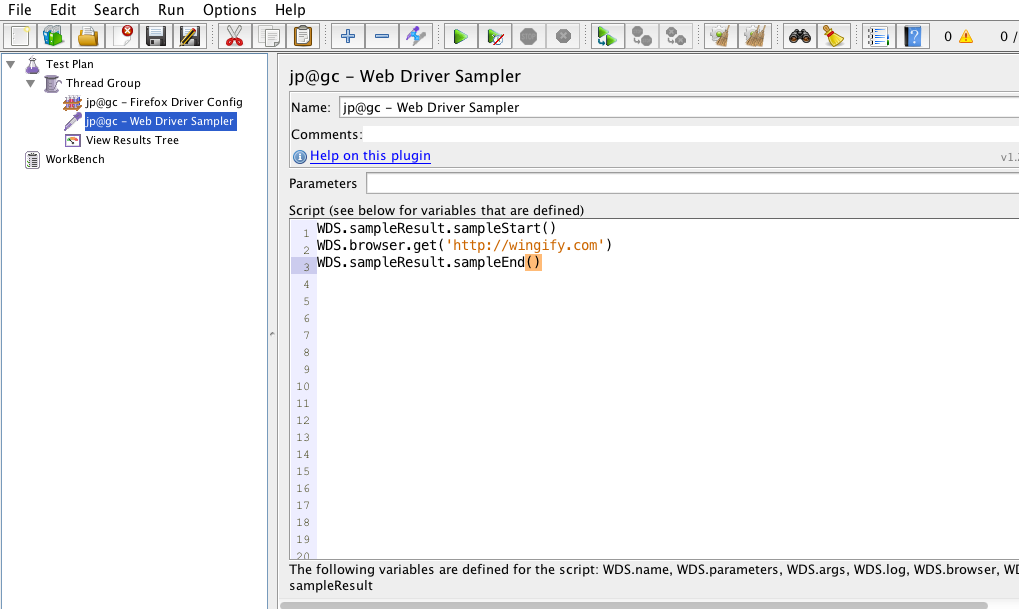 File Edit Search Run Options Help
0 0 /
Test Plan
Thread Group
jp@gc – Firefox Driver Config
jp@gc – Web Driver Sampler
View Results Tree
WorkBench
jp@gc – Web Driver Sampler
Name: jp@gc – Web Driver Sampler
Comments:
Help on this plugin
v1.
Parameters
Script (see below for variables that are defined)
1 WDS.sampleResult.sampleStart()
2 WDS.browser.get('http://wingify.com')
3 WDS.sampleResult.sampleEnd()
4
5
6
7
8
9
10
11
12
13
14
15
16
17
18
19
20
The following variables are defined for the script: WDS.name, WDS.parameters, WDS.args, WDS.log, WDS.browser, WD
sampleResult